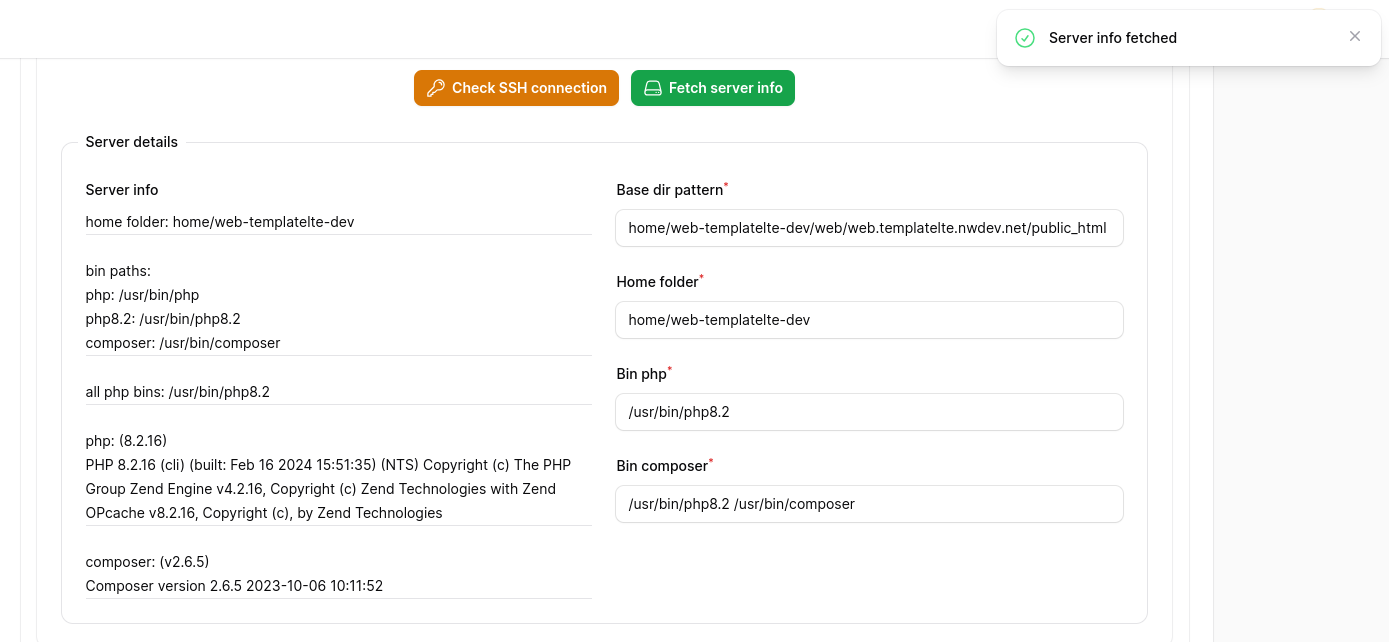 Server info fetched
Check SSH connection
Fetch server info
Server details
Server info
home folder: home/web-templatelte-dev
bin paths:
php: /usr/bin/php
php8.2: /usr/bin/php8.2
composer: /usr/bin/composer
all php bins: /usr/bin/php8.2
php: (8.2.16)
PHP 8.2.16 (cli) (built: Feb 16 2024 15:51:35) (NTS) Copyright (c) The PHP
Group Zend Engine v4.2.16, Copyright (c) Zend Technologies with Zend
OPcache v8.2.16, Copyright (c), by Zend Technologies
composer: (v2.6.5)
Composer version 2.6.5 2023-10-06 10:11:52
Base dir pattern*
home/web-templatelte-dev/web/web.templatelte.nwdev.net/public_html
Home folder*
home/web-templatelte-dev
Bin php*
/usr/bin/php8.2
Bin composer*
/usr/bin/php8.2 /usr/bin/composer